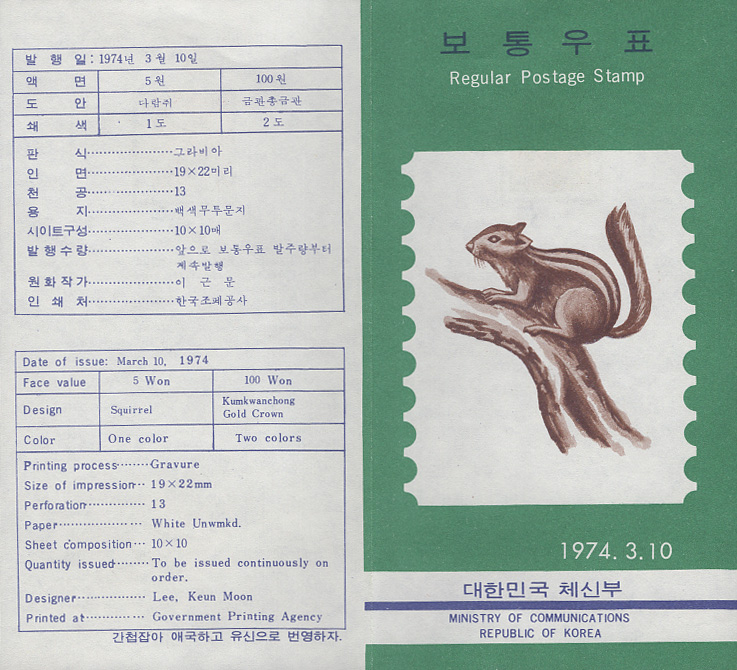 발 행 일: 1974년 3월 10일
액 면 5원 100원
도 안 다람쥐 금관총금관
쇄 색 1도 2도
판 식····················그라비아
인 면····················19×22미리
천 공····················13
용 지····················백색무투문지
시이트구성····················10×10매
발행수량····················앞으로 보통우표 발주량부터
계속발행
원화작가····················이 근 문
인 쇄 처····················한국조폐공사
Date of issue: March 10, 1974
Face value 5 Won 100 Won
Design Squirrel Kumkwanchong
Gold Crown
Color One color Two colors
Printing process········Gravure
Size of impression··· 19×22mm
Perforation·············· 13
Paper···················· White Unwmkd.
Sheet composition··· 10×10
Quantity issued········ To be issued continuously on
order.
Designer·············· Lee, Keun Moon
Printed at············ Government Printing Agency
간첩잡아 애국하고 유신으로 번영하자.
보통우표
Regular Postage Stamp
1974. 3.10
대한민국 체신부
MINISTRY OF COMMUNICATIONS
REPUBLIC OF KOREA